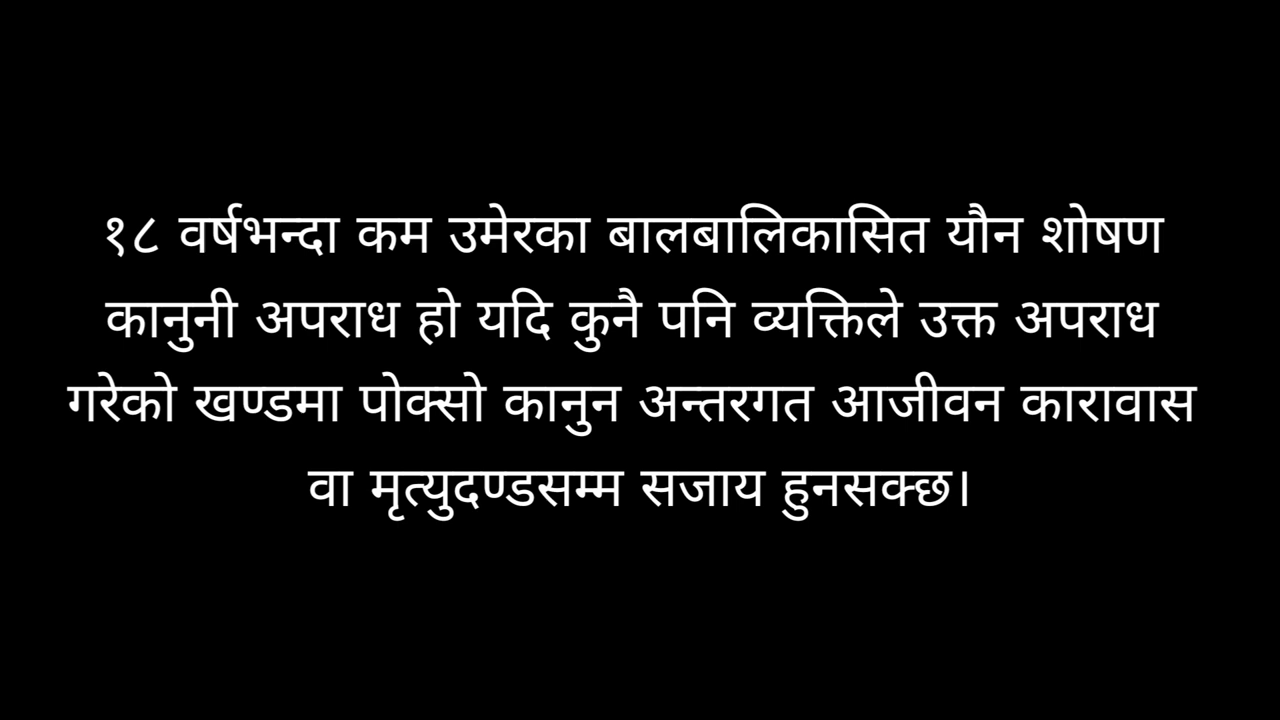 १८ वर्षभन्दा कम उमेरका बालबालिकासित यौन शोषण
कानुनी अपराध हो यदि कुनै पनि व्यक्तिले उक्त अपराध
गरेको खण्डमा पोक्सो कानुन अन्तरगत आजीवन कारावास
वा मृत्युदण्डसम्म सजाय हुनसक्छ।